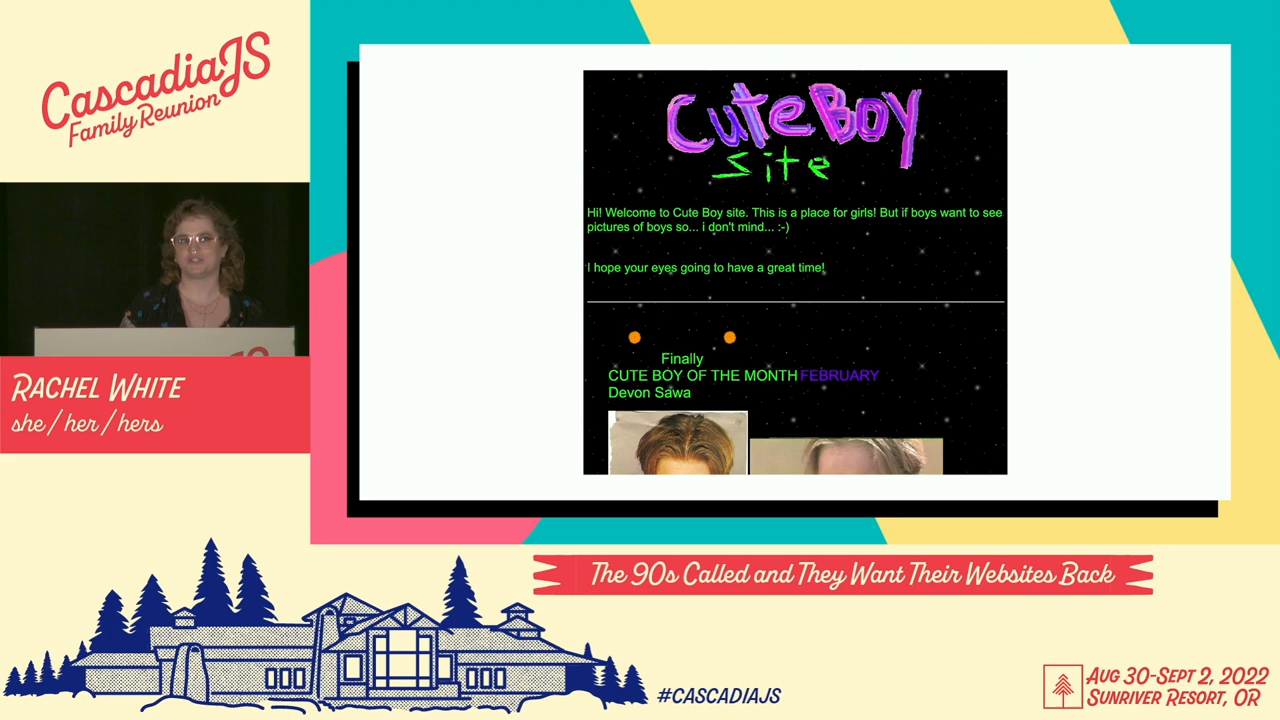 CascadiaJS
Family Reunion
Rachel White
she / her / hers
Cute Boy
Site
Hi! Welcome to Cute Boy site. This is a place for girls! But if boys want to see
pictures of boys so... i don't mind... :-)
I hope your eyes going to have a great time!
Finally
CUTE BOY OF THE MONTH FEBRUARY
Devon Sawa
The 90s Called and They Want Their Websites Back
#CASCADIAJS
Aug 30-Sept 2, 2022
Sunriver Resort, OR